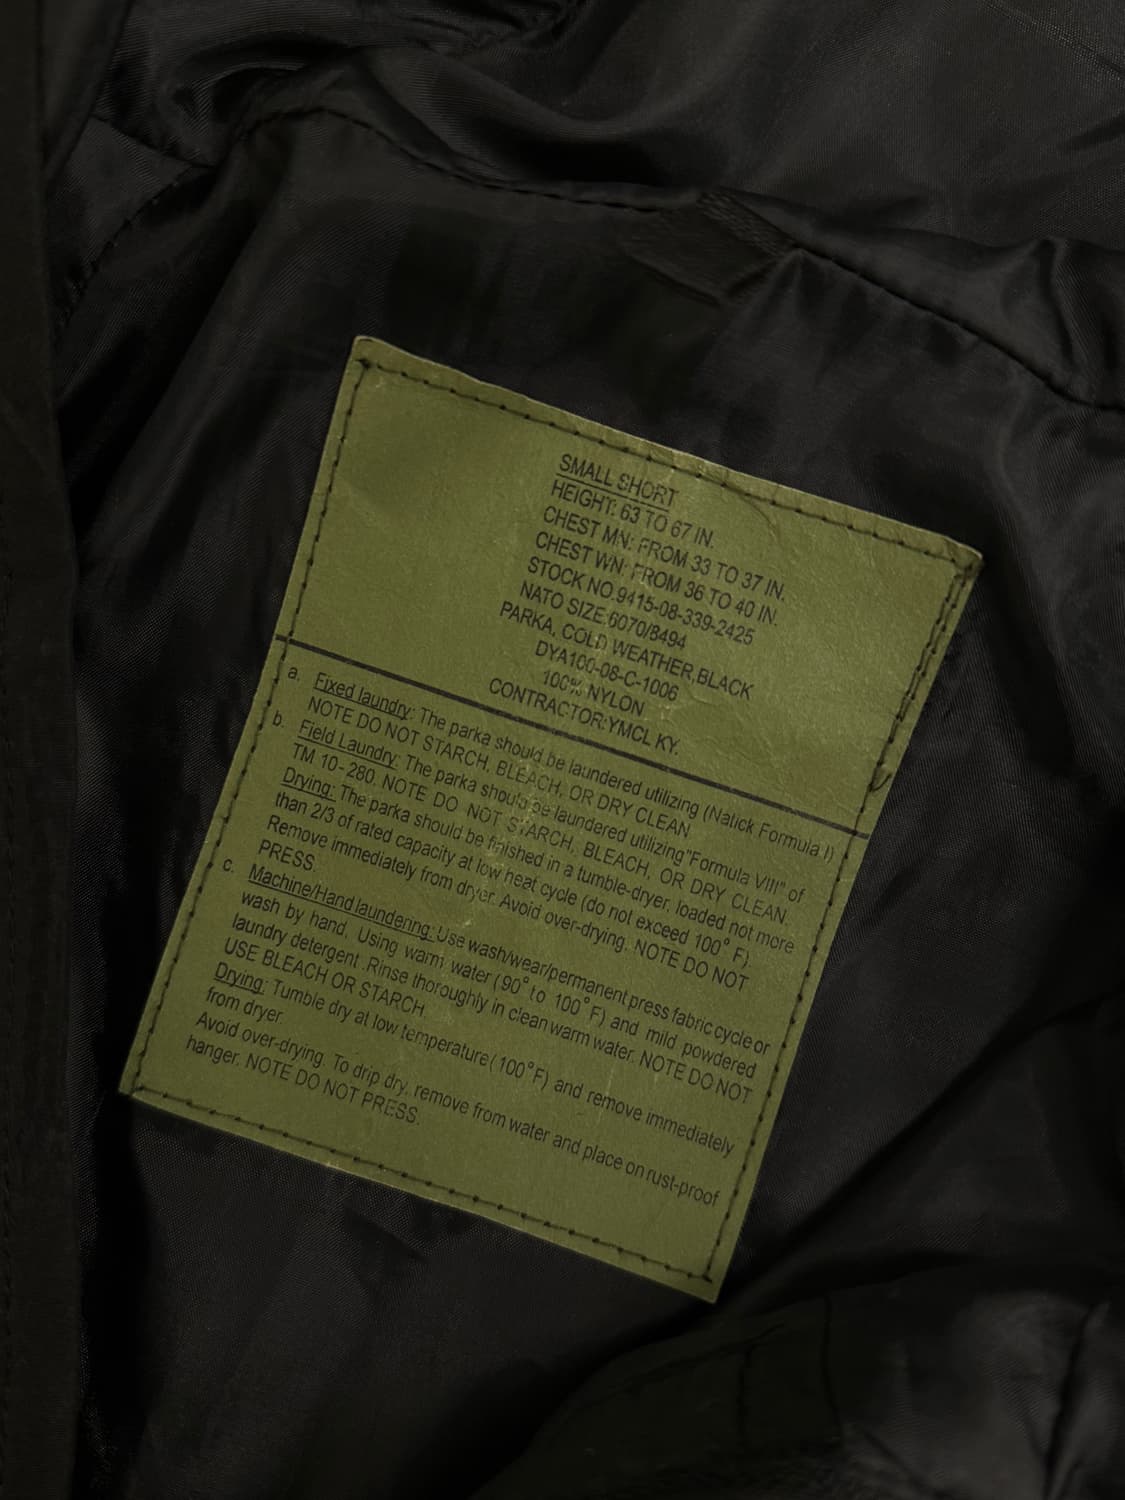 SMALL SHORT
HEIGHT: 63 TO 67 IN.
CHEST MN: FROM 33 TO 37 IN.
CHEST WN: FROM 36 TO 40 IN.
STOCK NO.9415-08-339-2425
NATO SIZE:6070/8494
PARKA, COLD WEATHER,BLACK
DYA100-08-C-1006
100% NYLON
CONTRACTOR:YMCL KY.
a. Fixed laundry: The parka should be laundered utilizing (Natick Formula I)
NOTE DO NOT STARCH, BLEACH, OR DRY CLEAN
b. Field Laundry: The parka should be laundered utilizing"Formula VIII" of
TM 10-280. NOTE DO NOT STARCH, BLEACH, OR DRY CLEAN.
Drying: The parka should be finished in a tumble-dryer, loaded not more
than 2/3 of rated capacity at low heat cycle (do not exceed 100° F).
Remove immediately from dryer. Avoid over-drying. NOTE DO NOT
PRESS.
c. Machine/Hand laundering: Use wash/wear/permanent press fabric cycle or
wash by hand. Using warm water (90° to 100° F) and mild powdered
laundry detergent .Rinse thoroughly in clean warm water. NOTE DO NOT
USE BLEACH OR STARCH.
Drying: Tumble dry at low temperature( 100°F) and remove immediately
from dryer.
Avoid over-drying. To drip dry, remove from water and place on rust-proof
hanger. NOTE DO NOT PRESS.